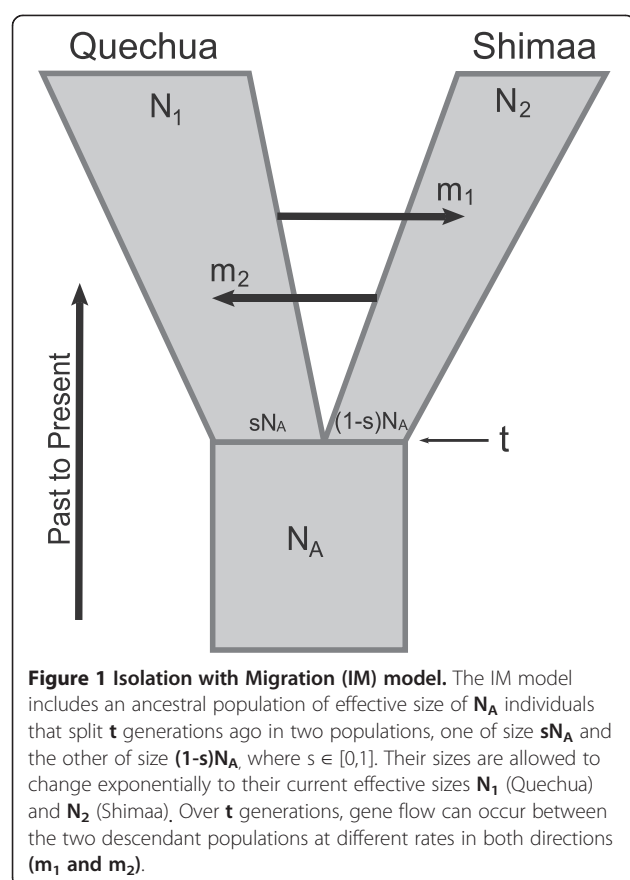 Quechua
Shimaa
N₁
N₂
m₁
m₂
Past to Present
sNA
(1-s)NA
t
NA
Figure 1 Isolation with Migration (IM) model. The IM model
includes an ancestral population of effective size of NA individuals
that split t generations ago in two populations, one of size sNA and
the other of size (1-s)NA, where s ∈ [0,1]. Their sizes are allowed to
change exponentially to their current effective sizes N₁ (Quechua)
and N₂ (Shimaa). Over t generations, gene flow can occur between
the two descendant populations at different rates in both directions
(m₁ and m₂).